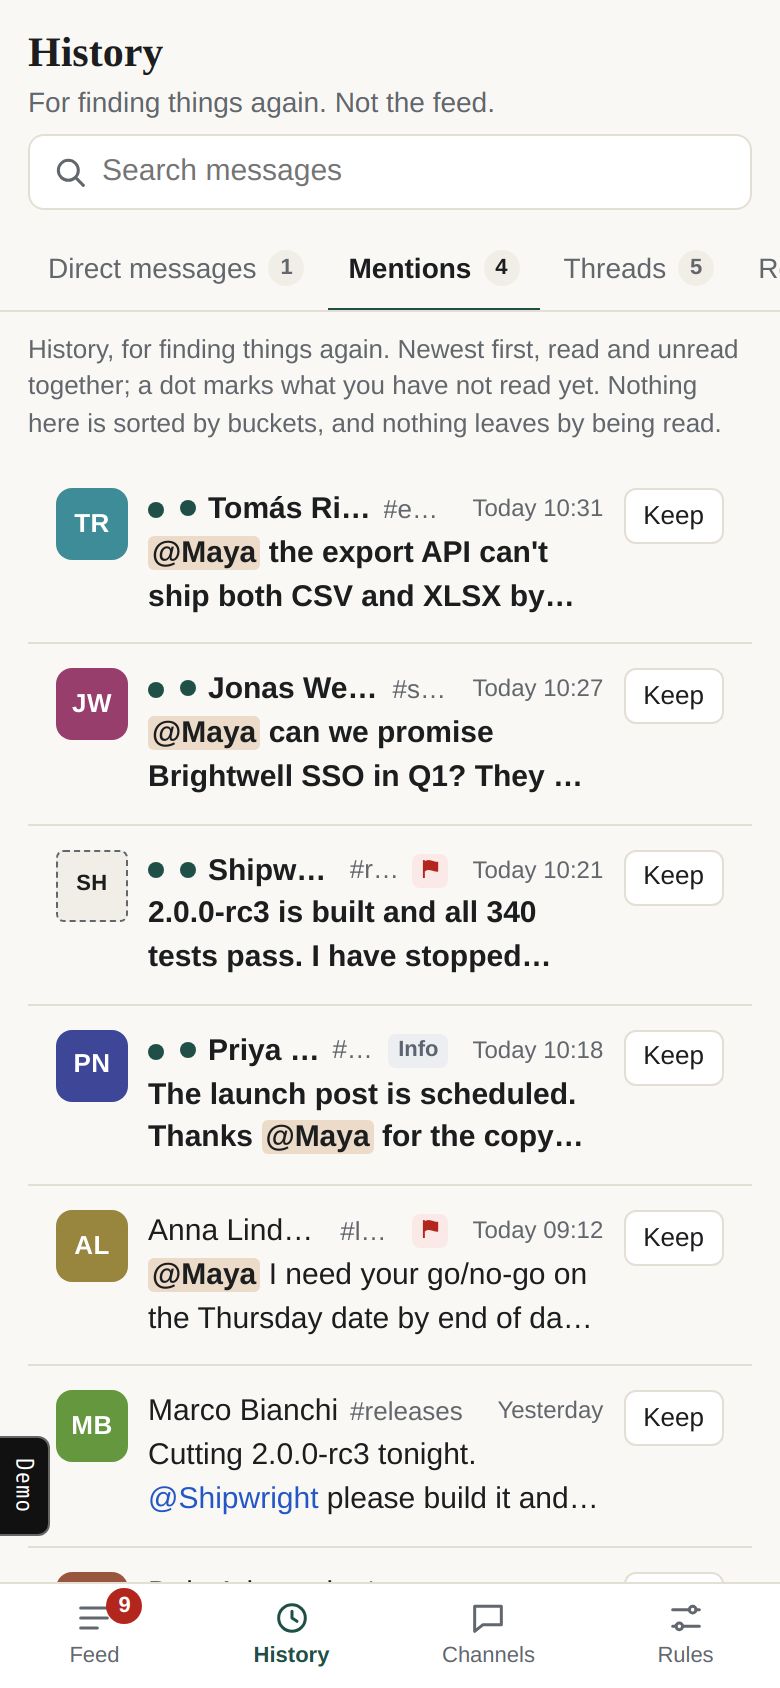 History
For finding things again. Not the feed.
Search messages
Direct messages 1 Mentions 4 Threads 5
History, for finding things again. Newest first, read and unread
together; a dot marks what you have not read yet. Nothing
here is sorted by buckets, and nothing leaves by being read.
TR Tomás Ri… #e… Today 10:31 Keep
@Maya the export API can't
ship both CSV and XLSX by…
JW Jonas We… #s… Today 10:27 Keep
@Maya can we promise
Brightwell SSO in Q1? They …
SH Shipw… #r… Today 10:21 Keep
2.0.0-rc3 is built and all 340
tests pass. I have stopped…
PN Priya … #… Info Today 10:18 Keep
The launch post is scheduled.
Thanks @Maya for the copy…
AL Anna Lind… #l… Today 09:12 Keep
@Maya I need your go/no-go on
the Thursday date by end of da…
MB Marco Bianchi #releases Yesterday Keep
Cutting 2.0.0-rc3 tonight.
@Shipwright please build it and…
Demo
9
Feed History Channels Rules